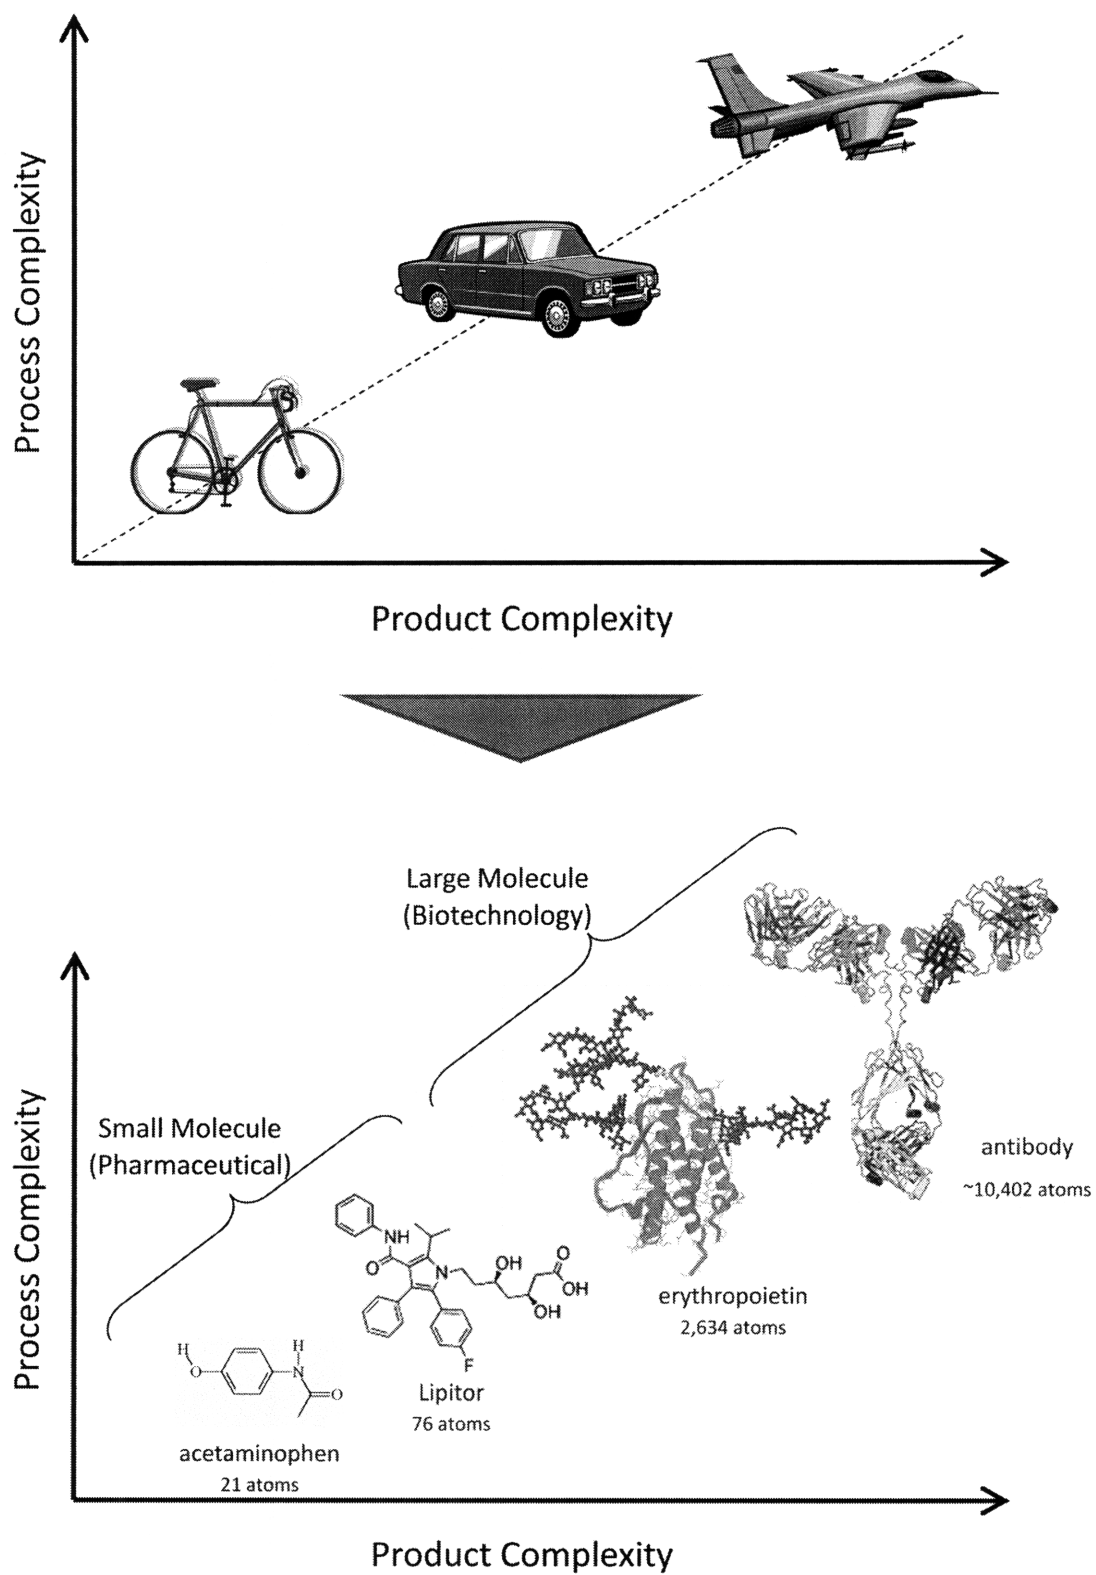 Process Complexity
Product Complexity
Large Molecule
(Biotechnology)
Small Molecule
(Pharmaceutical)
Process Complexity
antibody
~10,402 atoms
NH
O
N
OH
O
OH
OH
F
erythropoietin
2,634 atoms
H
O
H
N
O
Lipitor
76 atoms
acetaminophen
21 atoms
Product Complexity